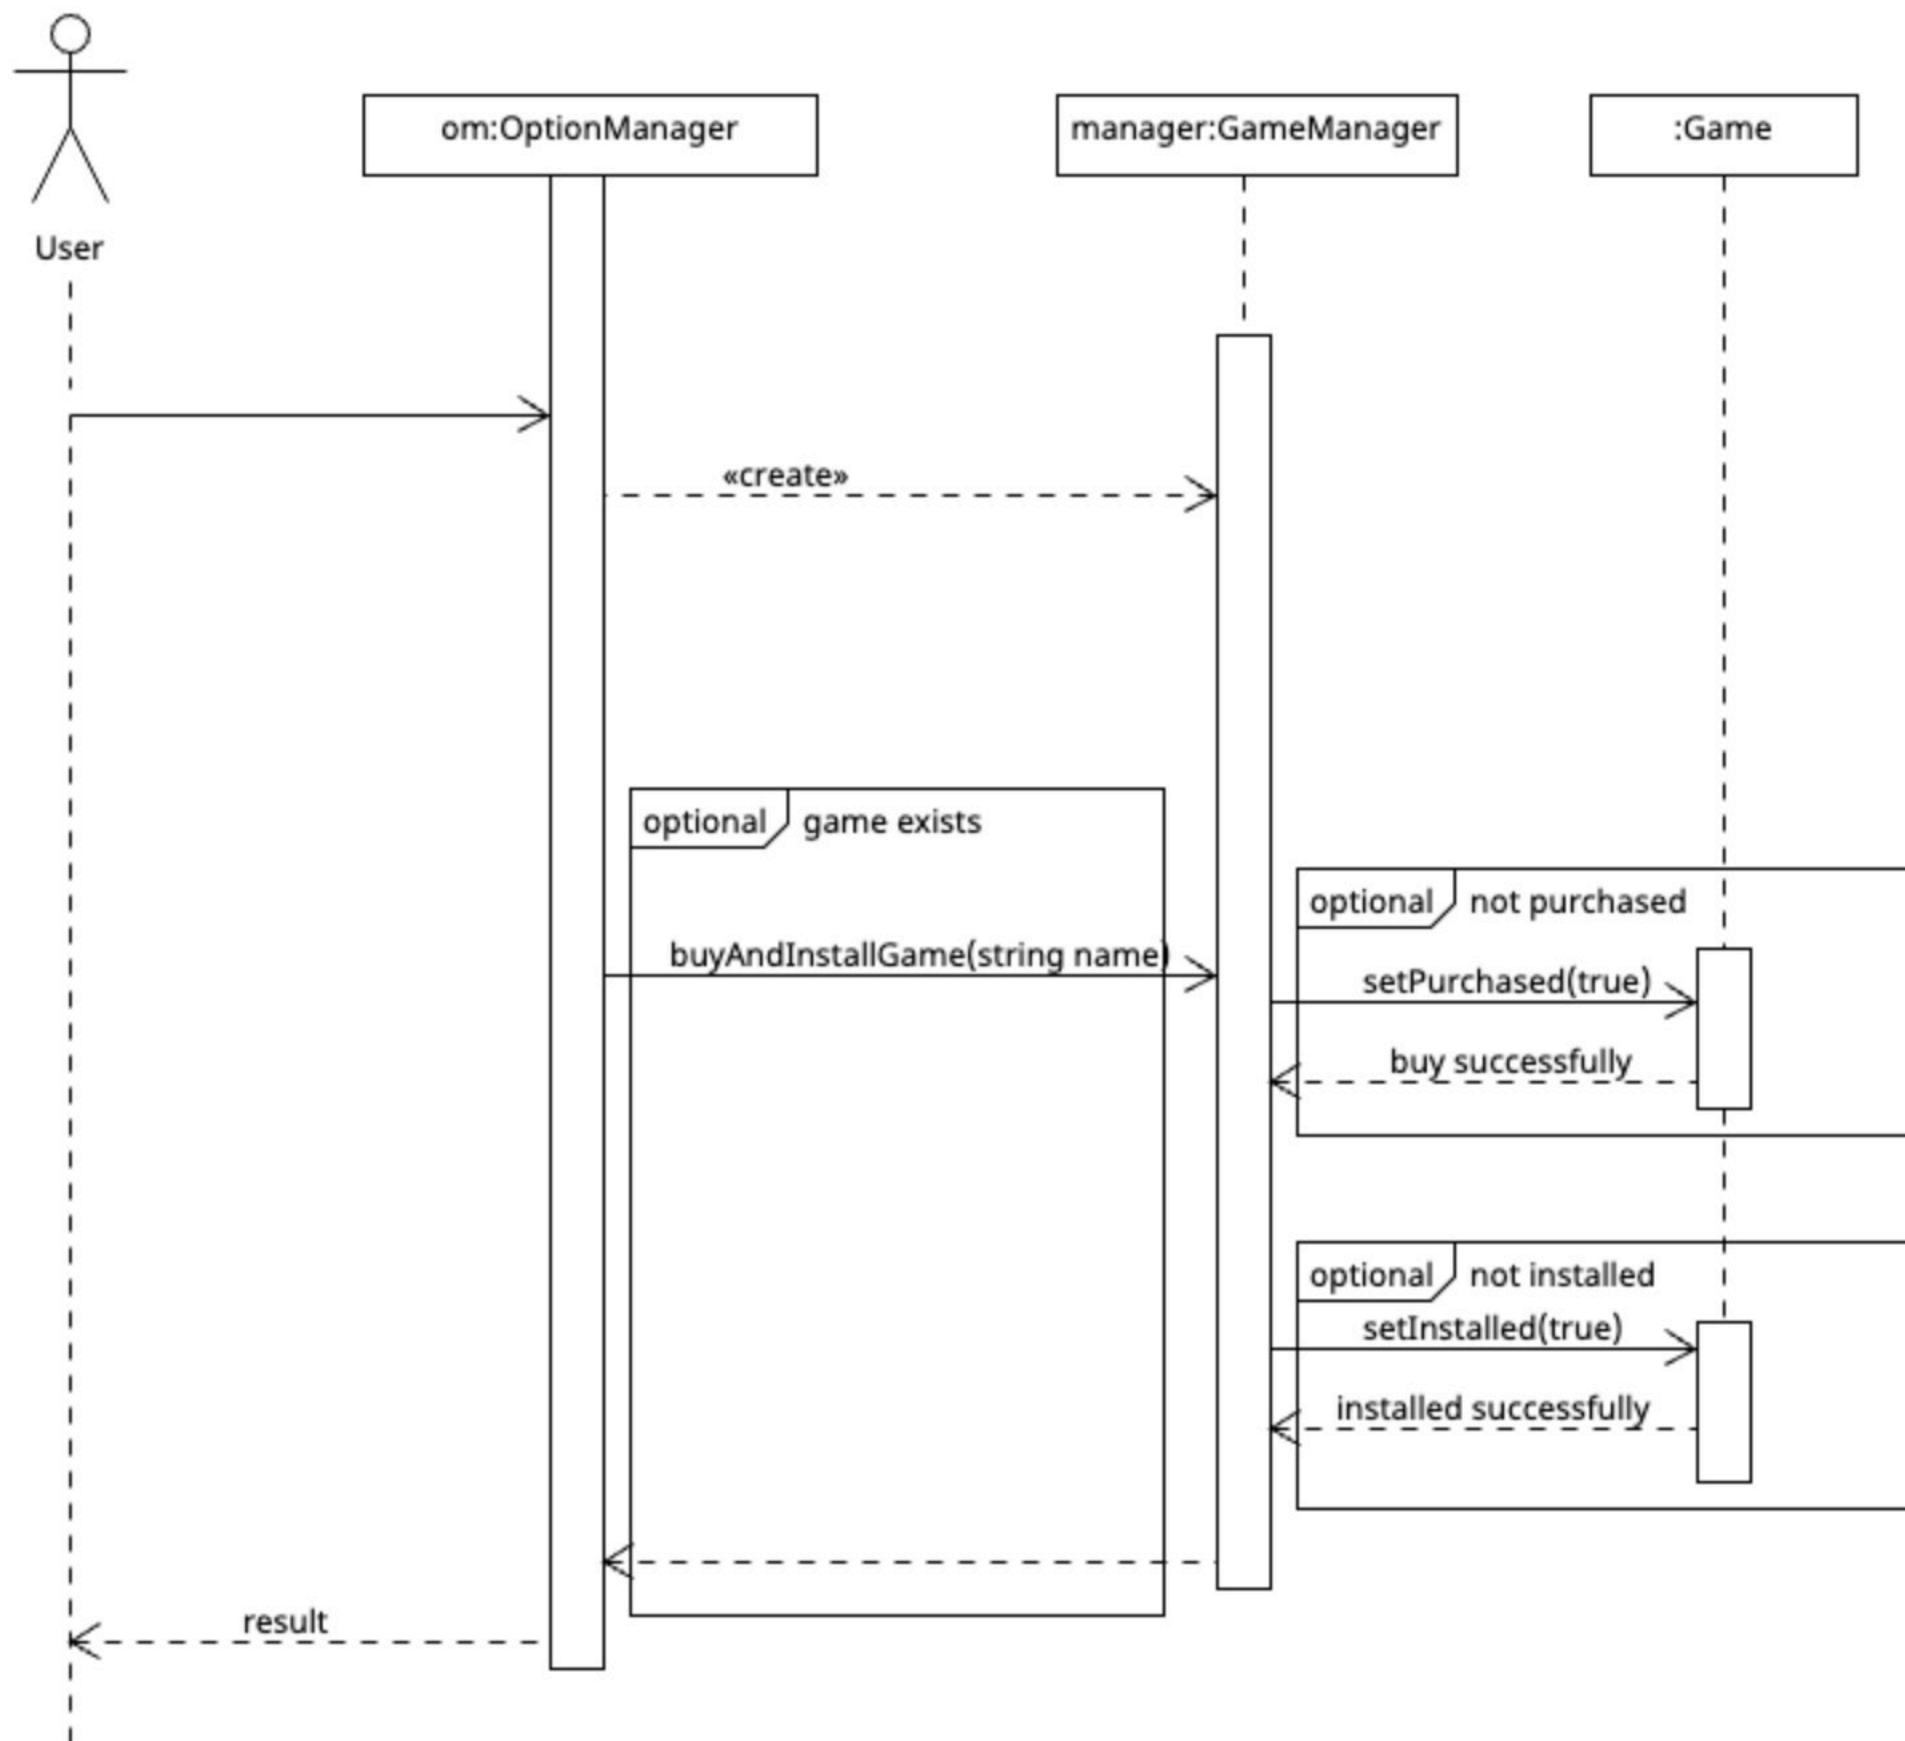 om:OptionManager
manager:GameManager
:Game
User
«create»
optional
game exists
optional
not purchased
buyAndInstallGame(string name)
setPurchased(true)
buy successfully
optional
not installed
setInstalled(true)
installed successfully
result